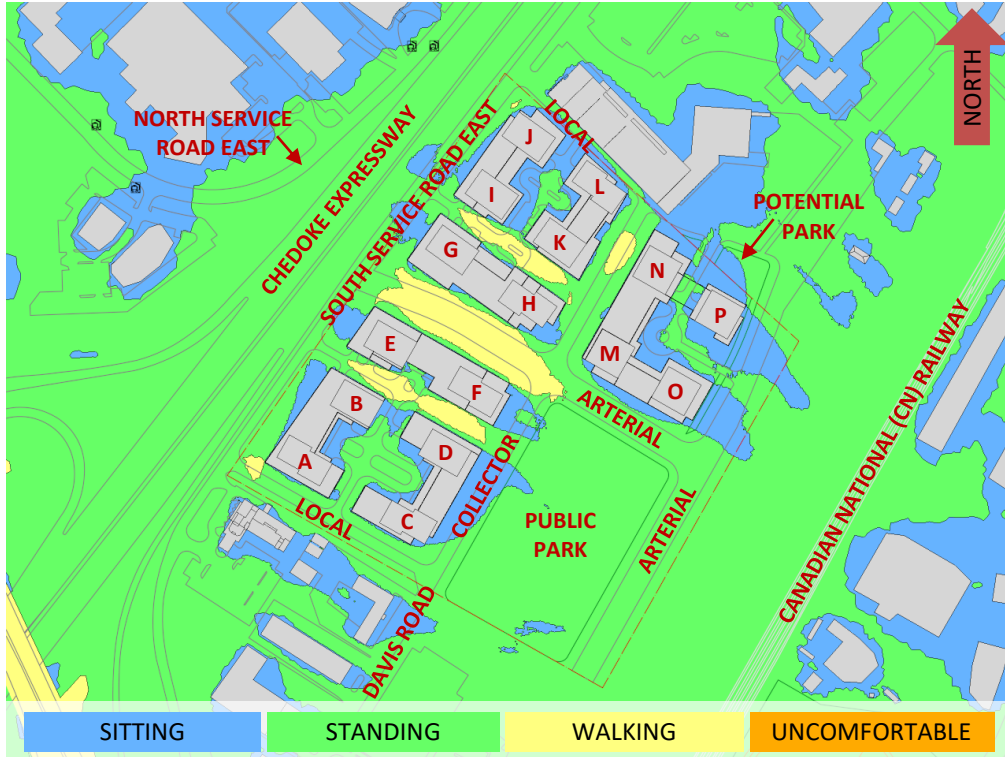 NORTH
NORTH SERVICE
ROAD EAST
CHEDOKE EXPRESSWAY
SOUTH SERVICE ROAD EAST
LOCAL
J
I
L
K
G
H
POTENTIAL
PARK
N
P
M
O
E
F
B
A
D
C
ARTERIAL
COLLECTOR
LOCAL
PUBLIC
PARK
ARTERIAL
DAVIS ROAD
CANADIAN NATIONAL (CN) RAILWAY
SITTING
STANDING
WALKING
UNCOMFORTABLE